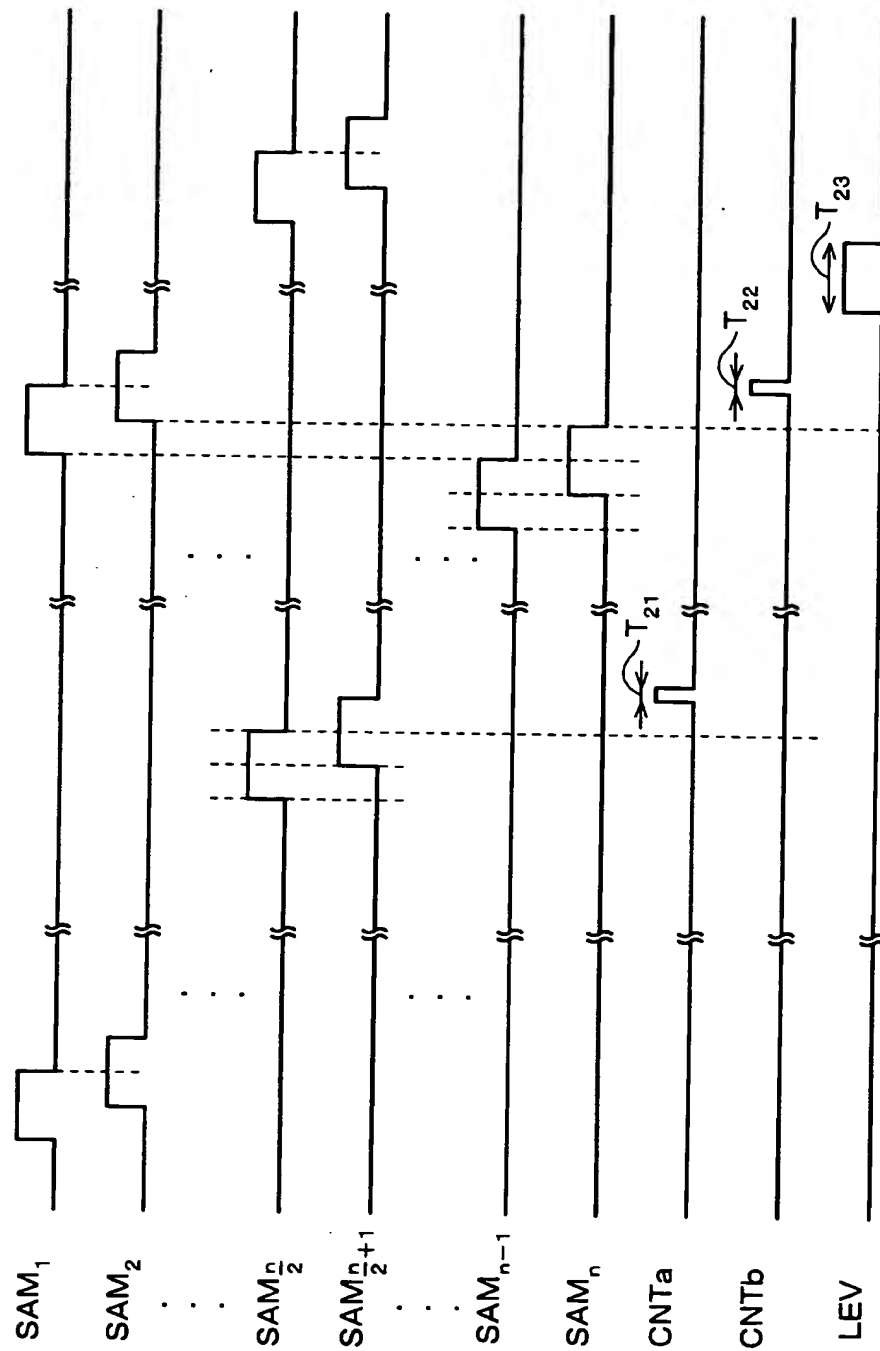 SAM₁
SAM₂
. . .
SAMn/2
SAMn/2+1
. . .
SAMn−1
SAMn
CNTa
CNTb
LEV
T₂₁
T₂₂
T₂₃